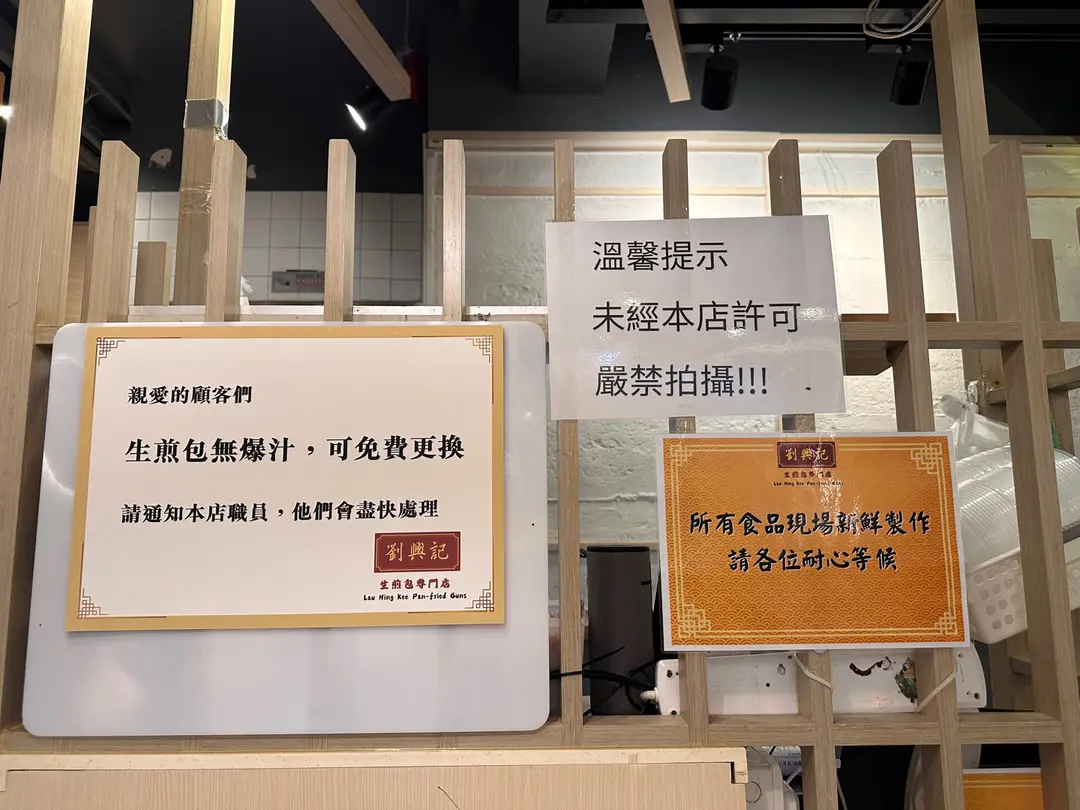 親愛的顧客們
生煎包無爆汁，可免費更換
請通知本店職員，他們會盡快處理
劉興記
生煎包專門店
Lau Hing Kee Pan-fried Buns
溫馨提示
未經本店許可
嚴禁拍攝!!!
劉興記
生煎包專門店
Lau Hing Kee Pan-fried Buns
所有食品現場新鮮製作
請各位耐心等候